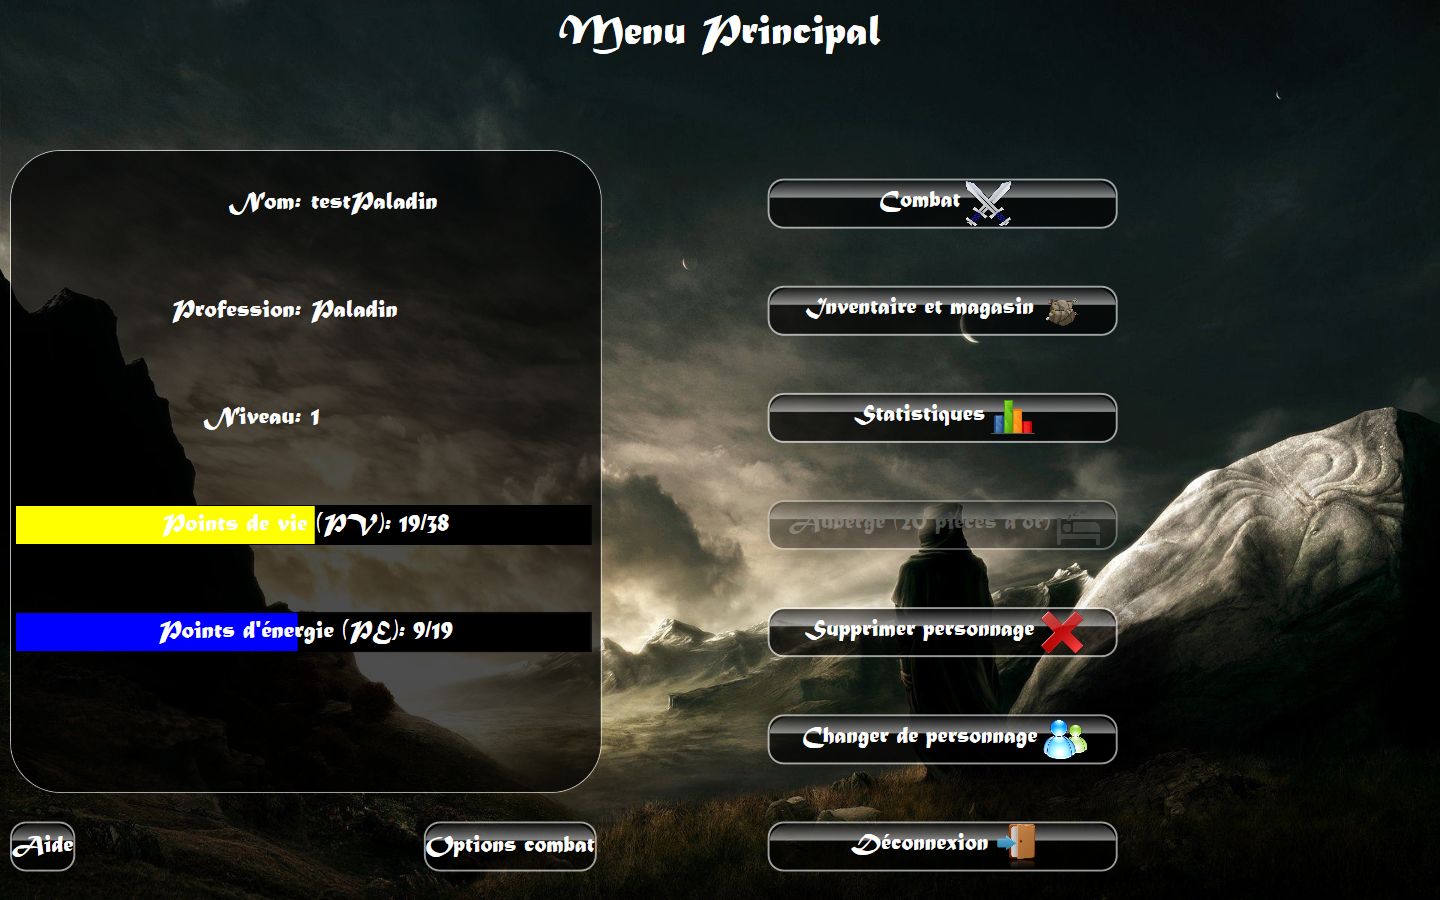 Menu Principal
Nom: testPaladin
Profession: Paladin
Niveau: 1
Points de vie (PV): 19/38
Points d'énergie (PE): 9/19
Aide
Options combat
Combat
Inventaire et magasin
Statistiques
Auberge (20 pièces d'or)
Supprimer personnage
Changer de personnage
Déconnexion